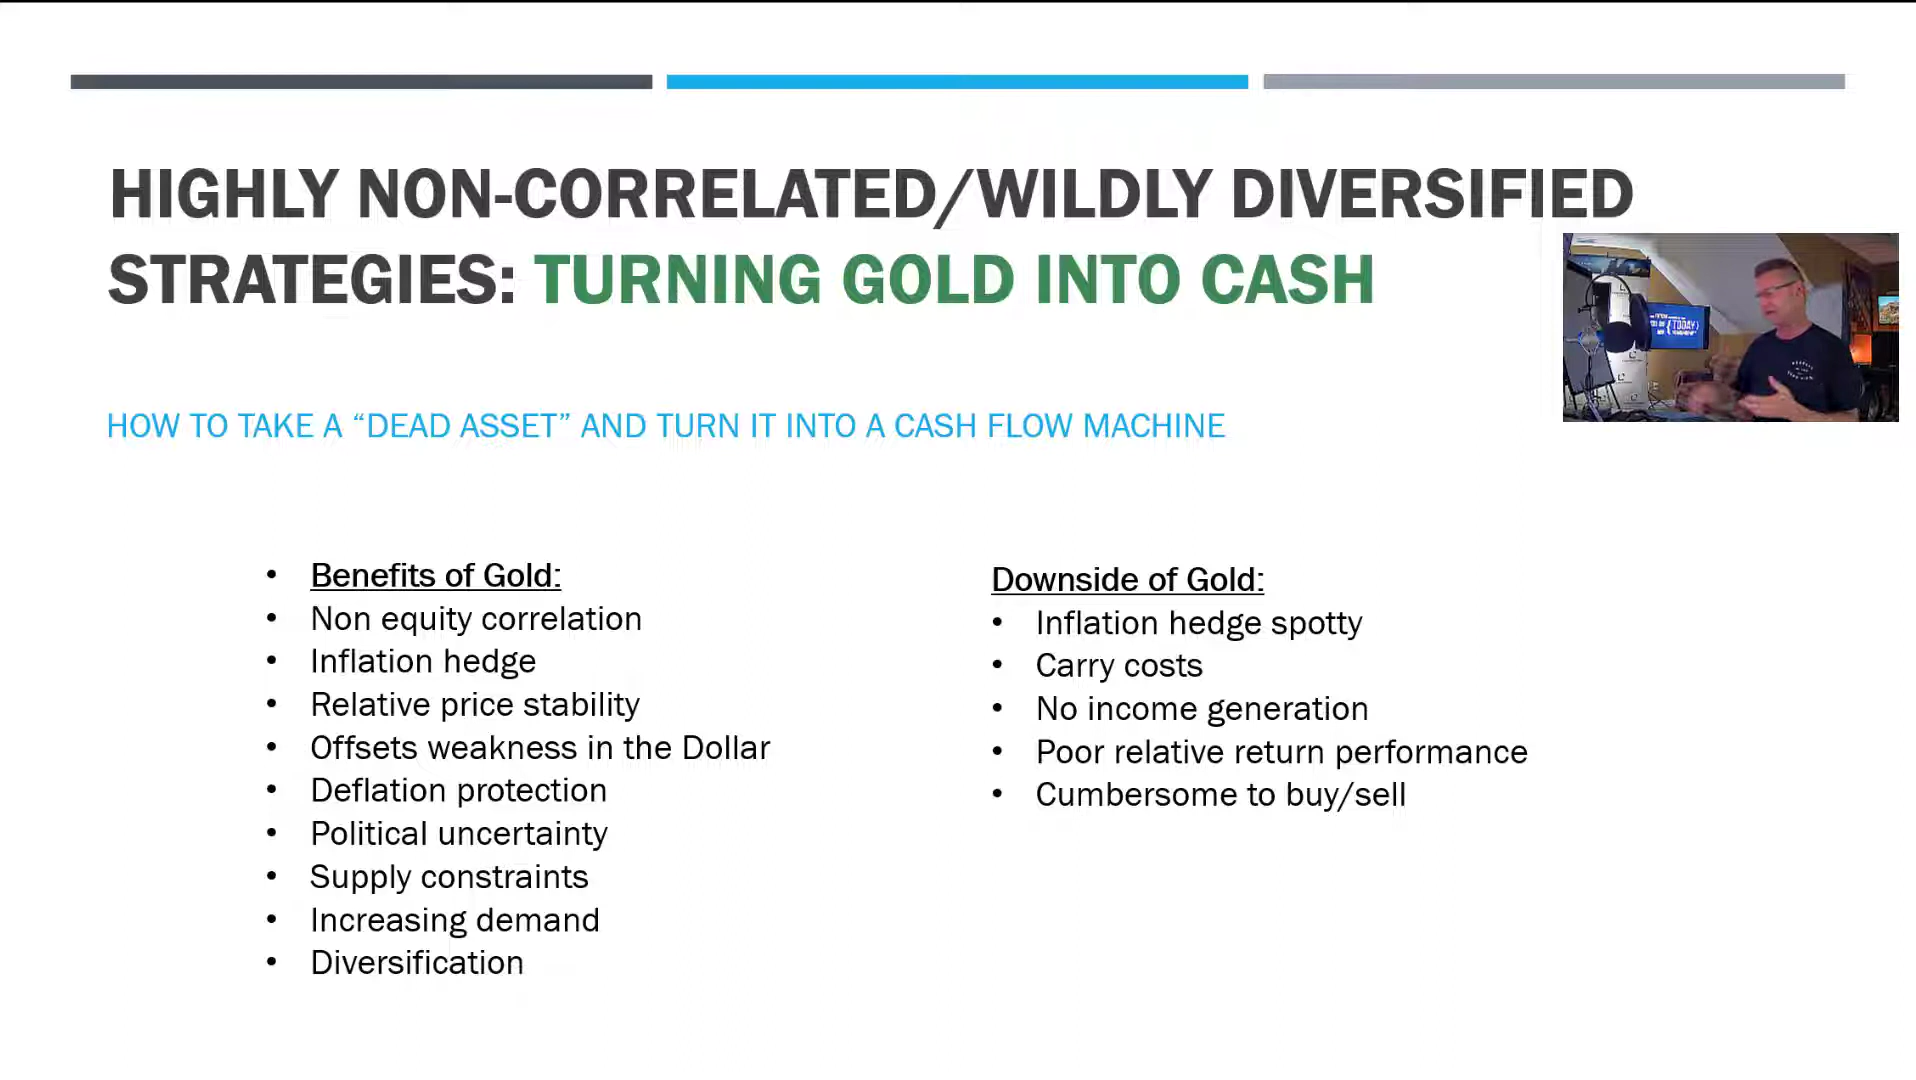 HIGHLY NON-CORRELATED/WILDLY DIVERSIFIED
STRATEGIES: TURNING GOLD INTO CASH
HOW TO TAKE A “DEAD ASSET” AND TURN IT INTO A CASH FLOW MACHINE
• Benefits of Gold:
• Non equity correlation
• Inflation hedge
• Relative price stability
• Offsets weakness in the Dollar
• Deflation protection
• Political uncertainty
• Supply constraints
• Increasing demand
• Diversification
Downside of Gold:
• Inflation hedge spotty
• Carry costs
• No income generation
• Poor relative return performance
• Cumbersome to buy/sell
{TODAY}